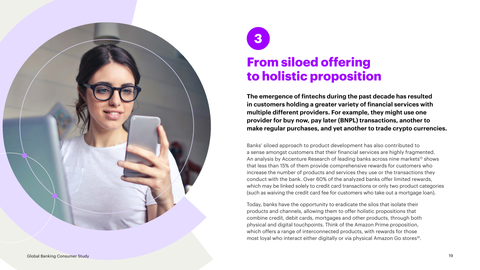 3
From siloed offering
to holistic proposition
The emergence of fintechs during the past decade has resulted
in customers holding a greater variety of financial services with
multiple different providers. For example, they might use one
provider for buy now, pay later (BNPL) transactions, another to
make regular purchases, and yet another to trade crypto currencies.
Banks' siloed approach to product development has also contributed to
a sense amongst customers that their financial services are highly fragmented.
An analysis by Accenture Research of leading banks across nine markets shows
that less than 15% of them provide comprehensive rewards for customers who
increase the number of products and services they use or the transactions they
conduct with the bank. Over 60% of the analyzed banks offer limited rewards,
which may be linked solely to credit card transactions or only two product categories
(such as waiving the credit card fee for customers who take out a mortgage loan).
Today, banks have the opportunity to eradicate the silos that isolate their
products and channels, allowing them to offer holistic propositions that
combine credit, debit cards, mortgages and other products, through both
physical and digital touchpoints. Think of the Amazon Prime proposition,
which offers a range of interconnected products, with rewards for those
most loyal who interact either digitally or via physical Amazon Go stores.
Global Banking Consumer Study
19